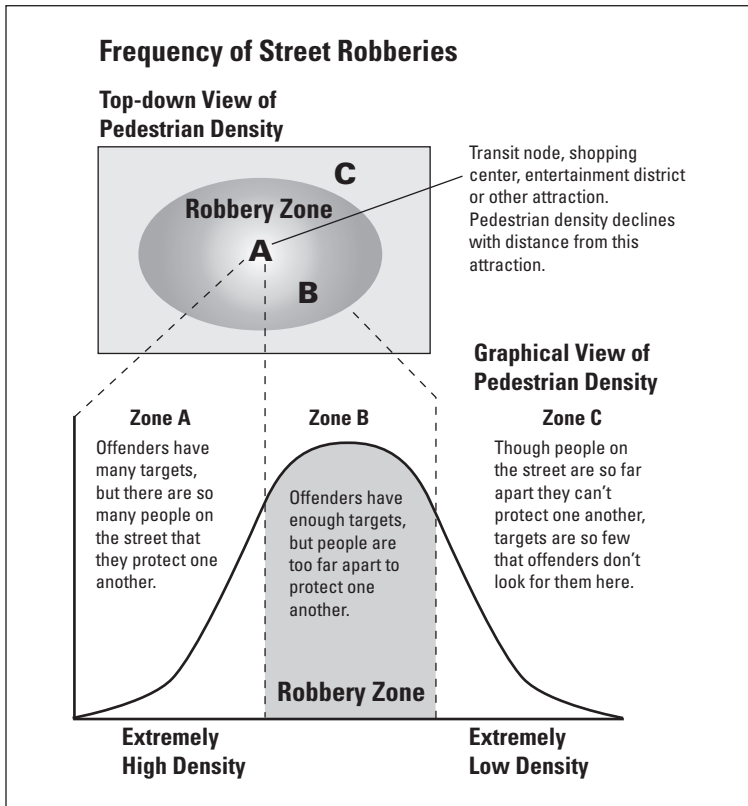 Frequency of Street Robberies
Top-down View of
Pedestrian Density
C
Robbery Zone
A
B
Transit node, shopping
center, entertainment district
or other attraction.
Pedestrian density declines
with distance from this
attraction.
Graphical View of
Pedestrian Density
Zone A
Offenders have
many targets,
but there are so
many people on
the street that
they protect one
another.
Zone B
Offenders have
enough targets,
but people are
too far apart to
protect one
another.
Zone C
Though people on
the street are so far
apart they can't
protect one another,
targets are so few
that offenders don't
look for them here.
Robbery Zone
Extremely
High Density
Extremely
Low Density